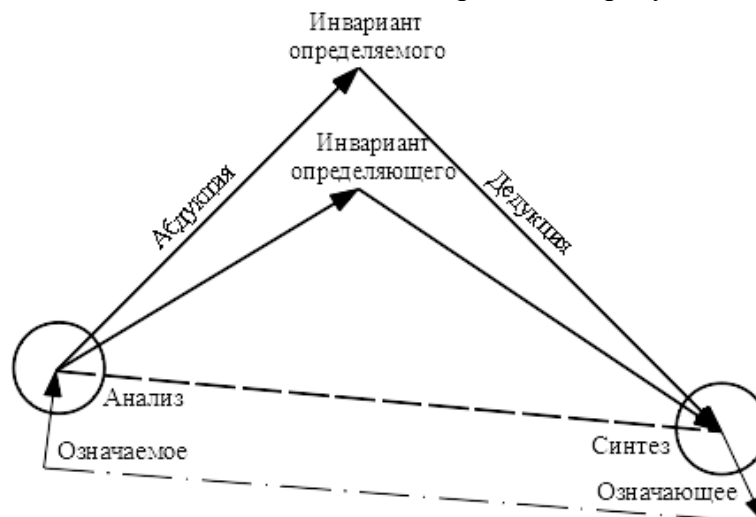 Инвариант
определяемого
Инвариант
определяющего
Абдукция
Дедукция
Анализ
Означаемое
Синтез
Означающее